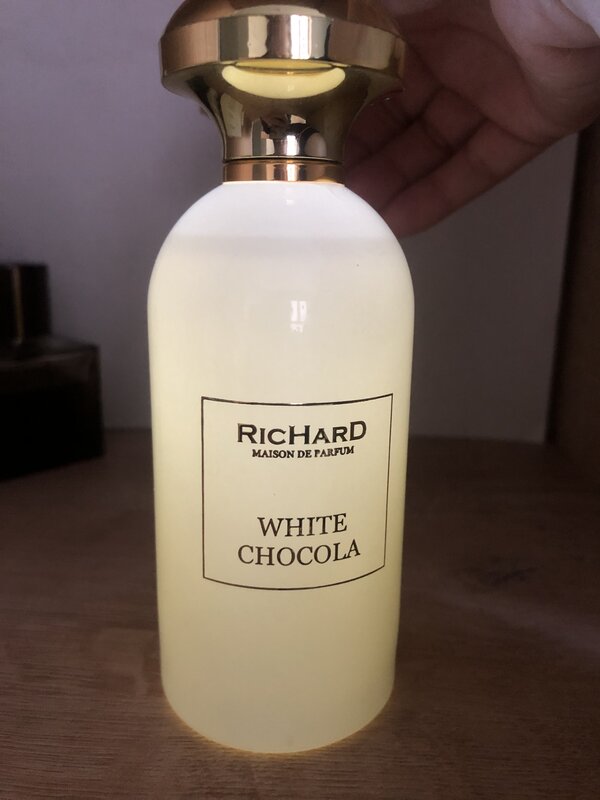 RicHarD
MAISON DE PARFUM
WHITE
CHOCOLA